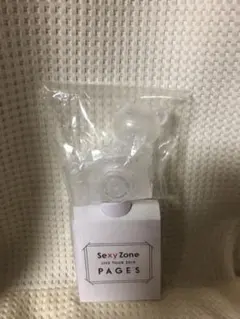 Sexy Zone
LIVE TOUR 2019
PAGES